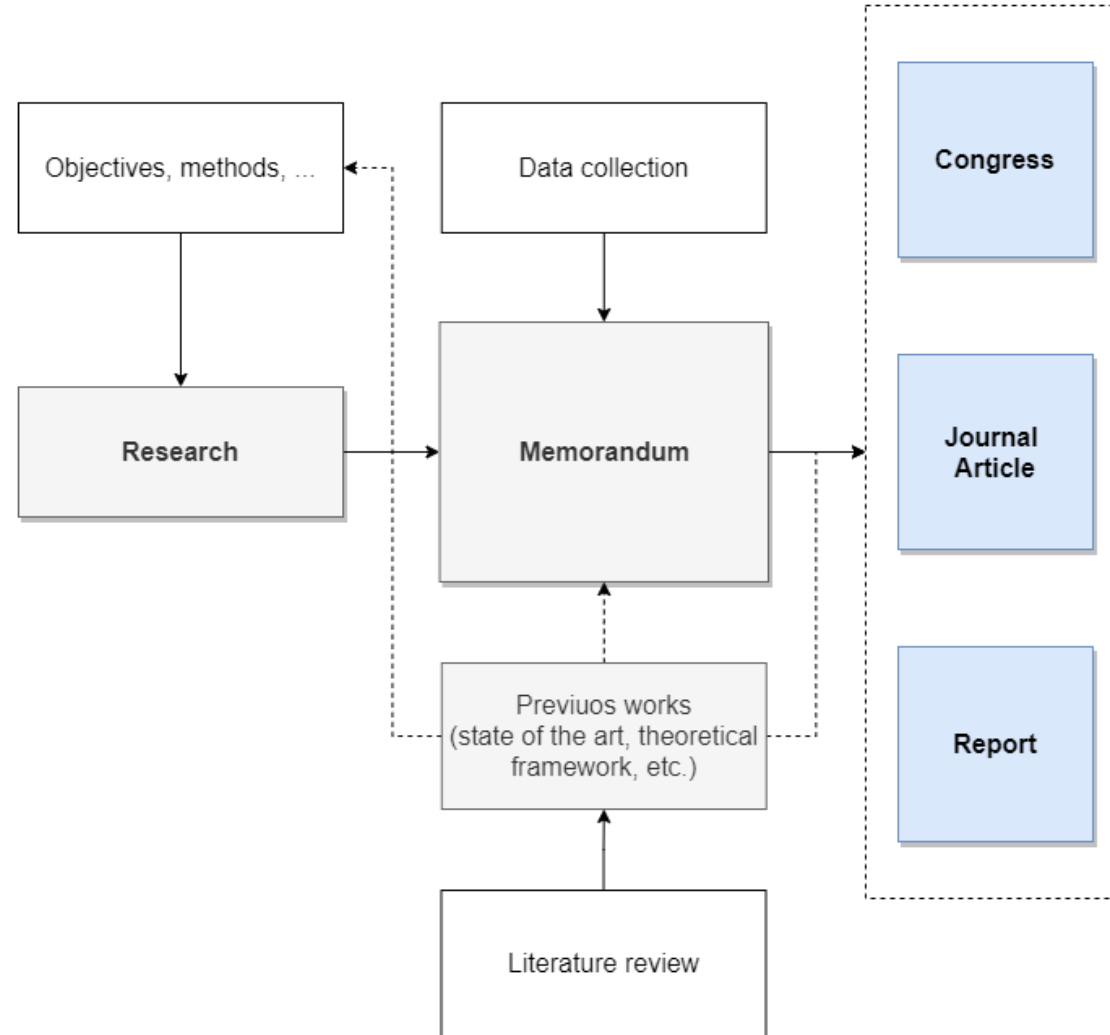 Objectives, methods, ...
Data collection
Congress
Research
Memorandum
Journal
Article
Previuos works
(state of the art, theoretical
framework, etc.)
Report
Literature review